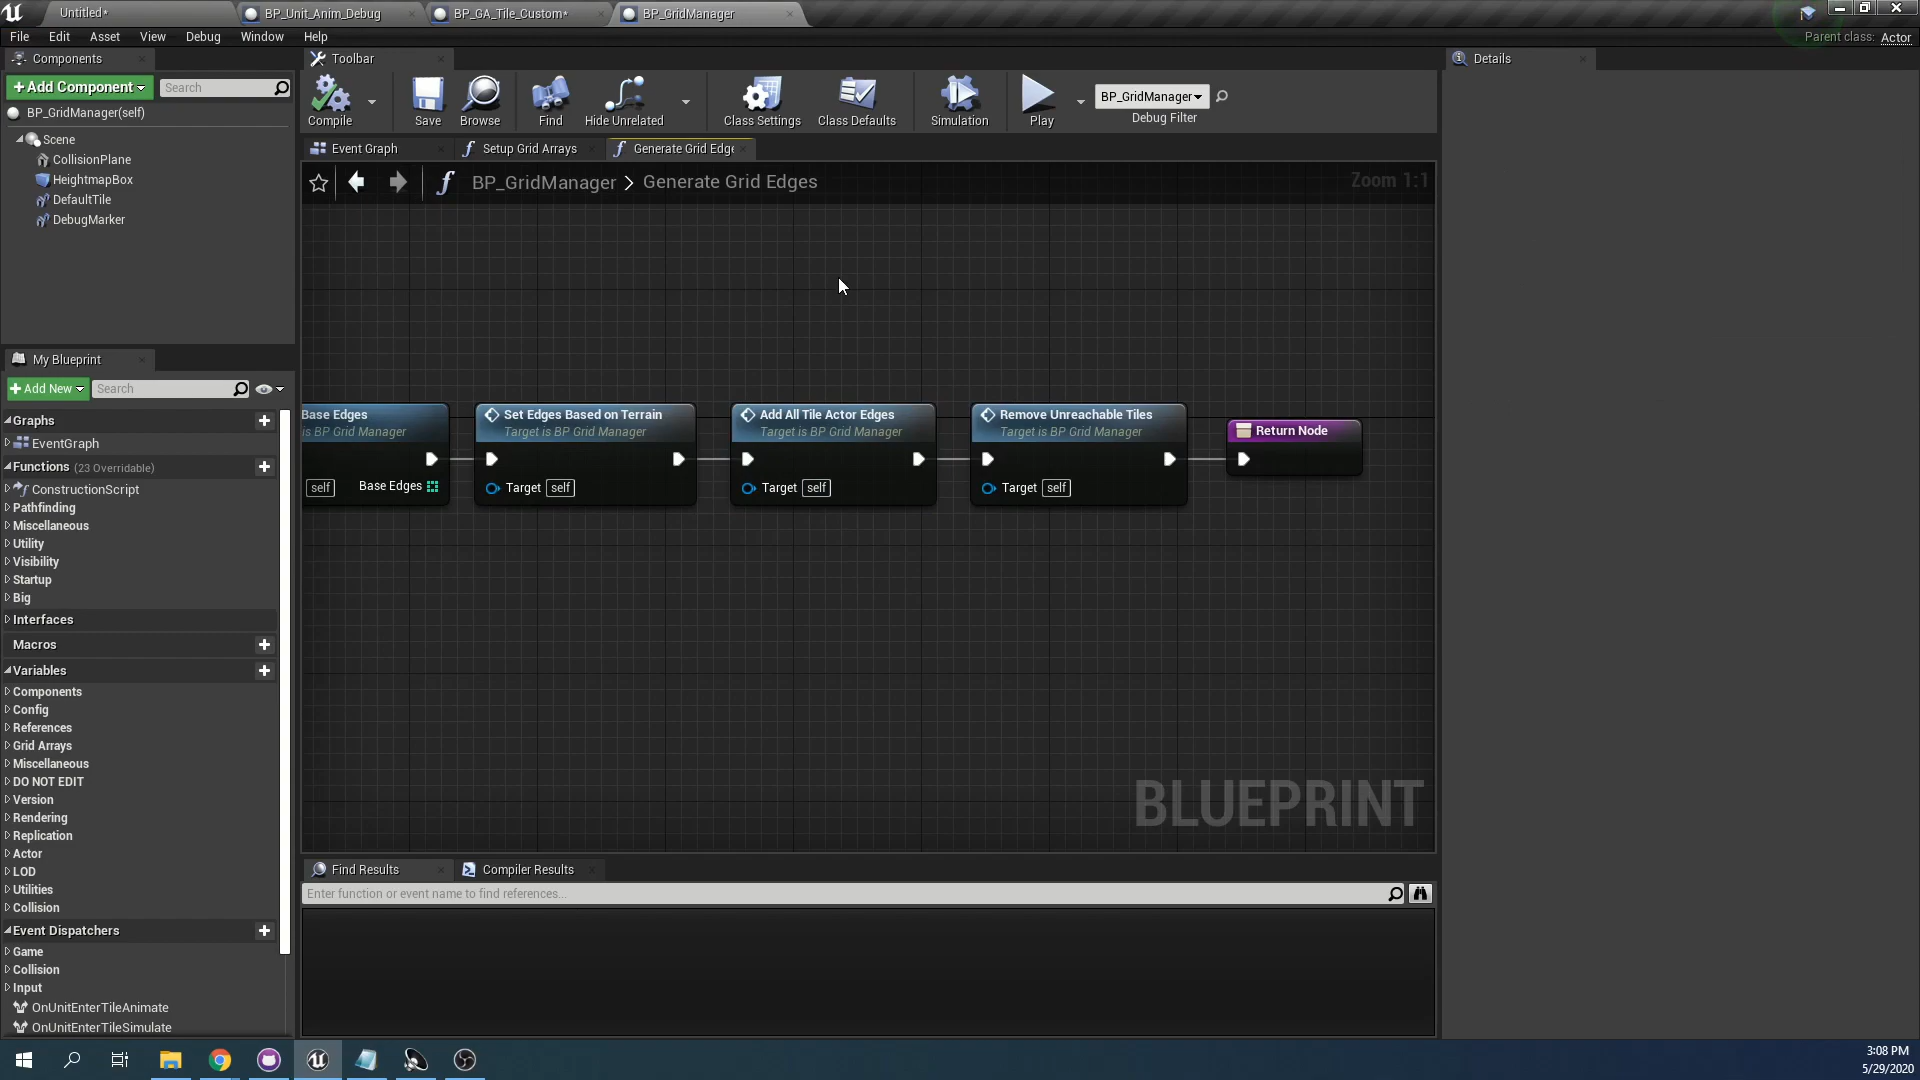 Untitled*
BP_Unit_Anim_Debug
BP_GA_Tile_Custom*
BP_GridManager
File Edit Asset View Debug Window Help
Parent class: Actor
Components
Toolbar
Details
+Add Component
Search
BP_GridManager(self)
Scene
CollisionPlane
HeightmapBox
DefaultTile
DebugMarker
Compile
Save
Browse
Find
Hide Unrelated
Class Settings
Class Defaults
Simulation
Play
BP_GridManager
Debug Filter
Event Graph
Setup Grid Arrays
Generate Grid Edge
BP_GridManager > Generate Grid Edges
Zoom 1:1
My Blueprint
+Add New
Search
Graphs
EventGraph
Functions (23 Overridable)
ConstructionScript
Pathfinding
Miscellaneous
Utility
Visibility
Startup
Big
Interfaces
Macros
Variables
Components
Config
References
Grid Arrays
Miscellaneous
DO NOT EDIT
Version
Rendering
Replication
Actor
LOD
Utilities
Collision
Event Dispatchers
Game
Collision
Input
OnUnitEnterTileAnimate
OnUnitEnterTileSimulate
Base Edges
is BP Grid Manager
self
Base Edges
Set Edges Based on Terrain
Target is BP Grid Manager
Target self
Add All Tile Actor Edges
Target is BP Grid Manager
Target self
Remove Unreachable Tiles
Target is BP Grid Manager
Target self
Return Node
BLUEPRINT
Find Results
Compiler Results
Enter function or event name to find references...
3:08 PM
5/29/2020